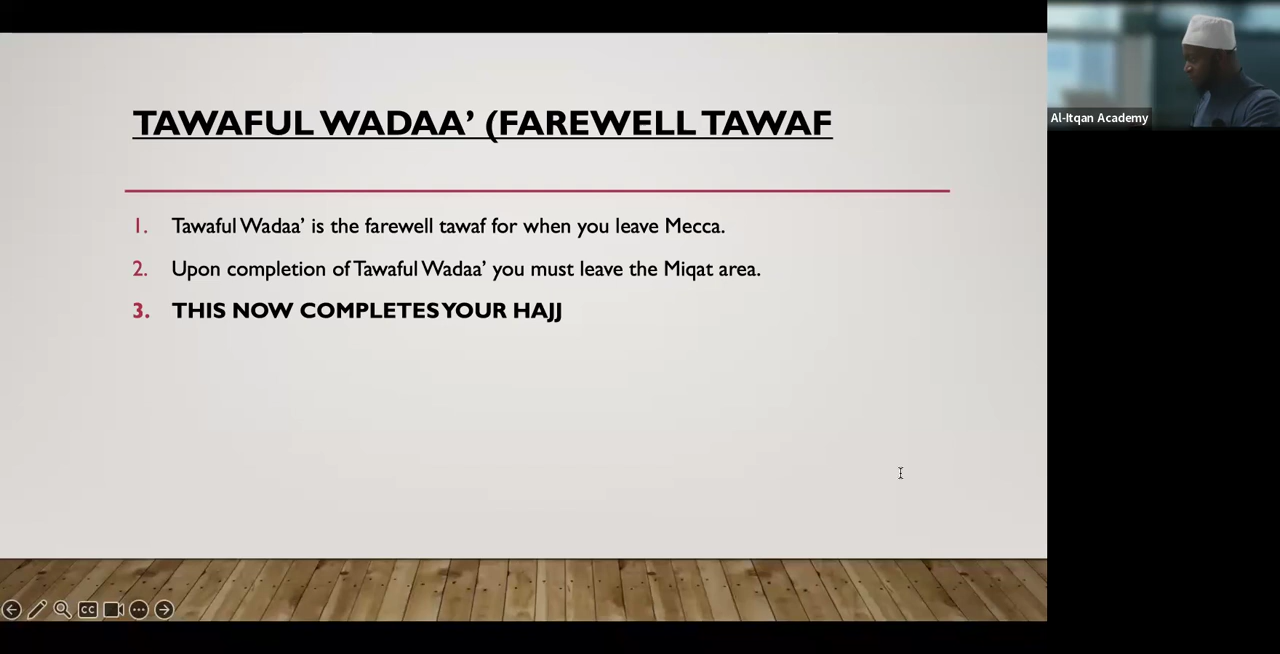 TAWAFUL WADAA’ (FAREWELL TAWAF
1. Tawaful Wadaa’ is the farewell tawaf for when you leave Mecca.
2. Upon completion of Tawaful Wadaa’ you must leave the Miqat area.
3. THIS NOW COMPLETES YOUR HAJJ
Al-Itqan Academy
CC